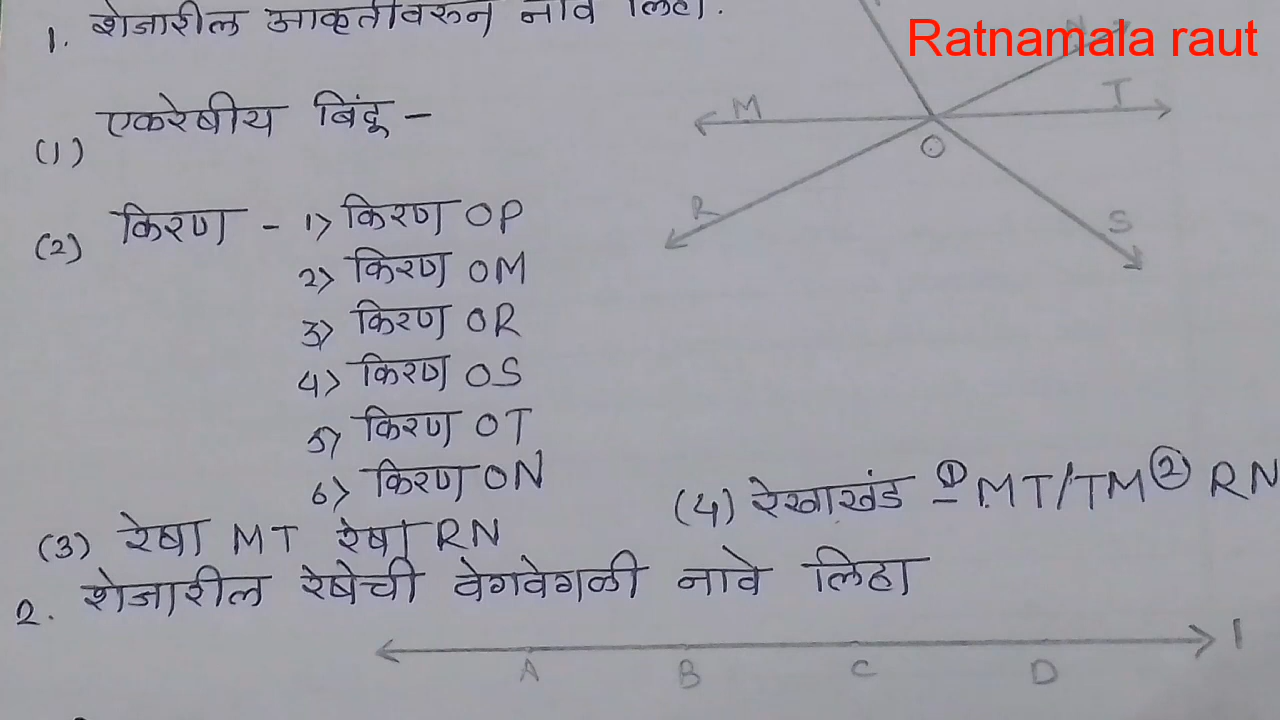 1. शेजारील आकृतीवरुन नावे लिहा.
Ratnamala raut
N
M
T
(1) एकरेषीय बिंदू -
O
R
S
(2) किरण - 1) किरण OP
2) किरण OM
3) किरण OR
4) किरण OS
5) किरण OT
6) किरण ON
(3) रेषा MT रेषा RN
(4) रेखाखंड ① MT/TM ② RN
2. शेजारील रेषेची वेगवेगळी नावे लिहा
l
A B C D